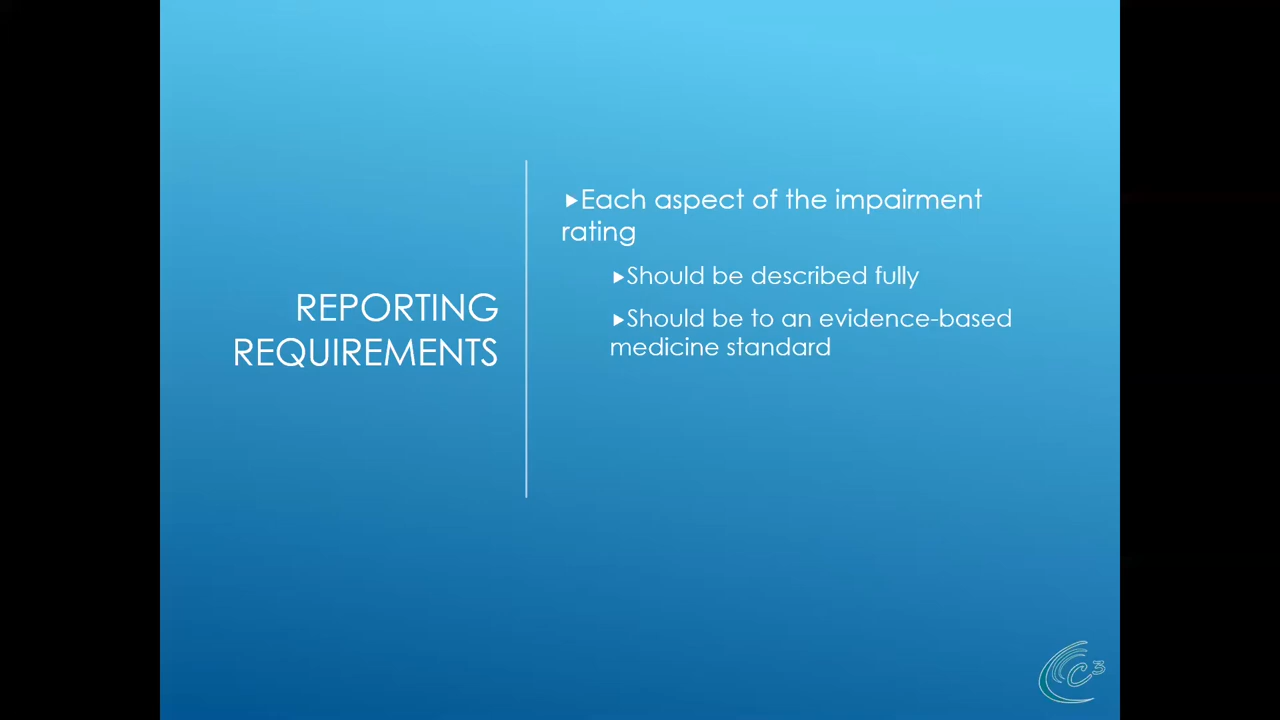 REPORTING
REQUIREMENTS
▶Each aspect of the impairment
rating
▶Should be described fully
▶Should be to an evidence-based
medicine standard
C3